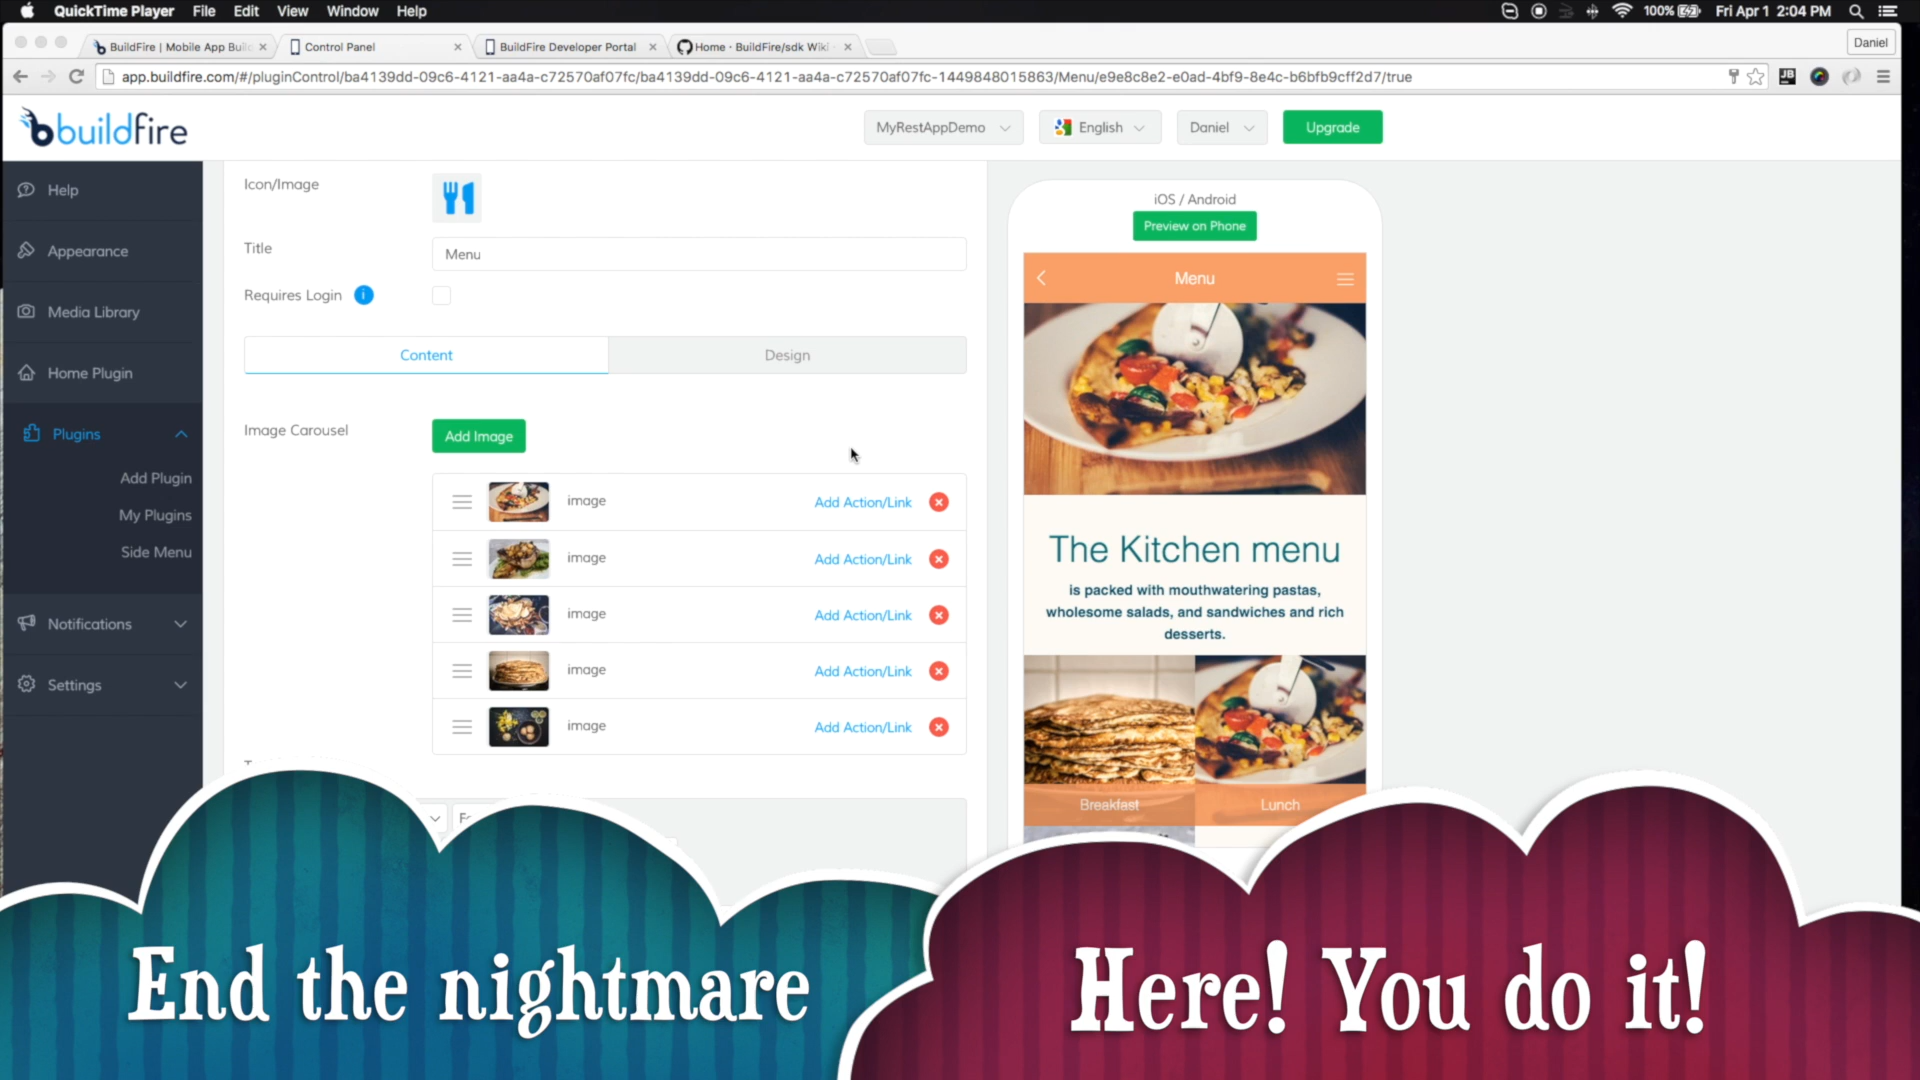 QuickTime Player File Edit View Window Help
100% Fri Apr 1 2:04 PM
BuildFire | Mobile App Buil
Control Panel
BuildFire Developer Portal
Home · BuildFire/sdk Wiki
Daniel
app.buildfire.com/#/pluginControl/ba4139dd-09c6-4121-aa4a-c72570af07fc/ba4139dd-09c6-4121-aa4a-c72570af07fc-1449848015863/Menu/e9e8c8e2-e0ad-4bf9-8e4c-b6bfb9cff2d7/true
JB
buildfire
MyRestAppDemo
English
Daniel
Upgrade
Help
Appearance
Media Library
Home Plugin
Plugins
Add Plugin
My Plugins
Side Menu
Notifications
Settings
Icon/Image
Title
Menu
Requires Login
Content
Design
Image Carousel
Add Image
image Add Action/Link
image Add Action/Link
image Add Action/Link
image Add Action/Link
image Add Action/Link
iOS / Android
Preview on Phone
Menu
The Kitchen menu
is packed with mouthwatering pastas,
wholesome salads, and sandwiches and rich
desserts.
Breakfast
Lunch
End the nightmare
Here! You do it!